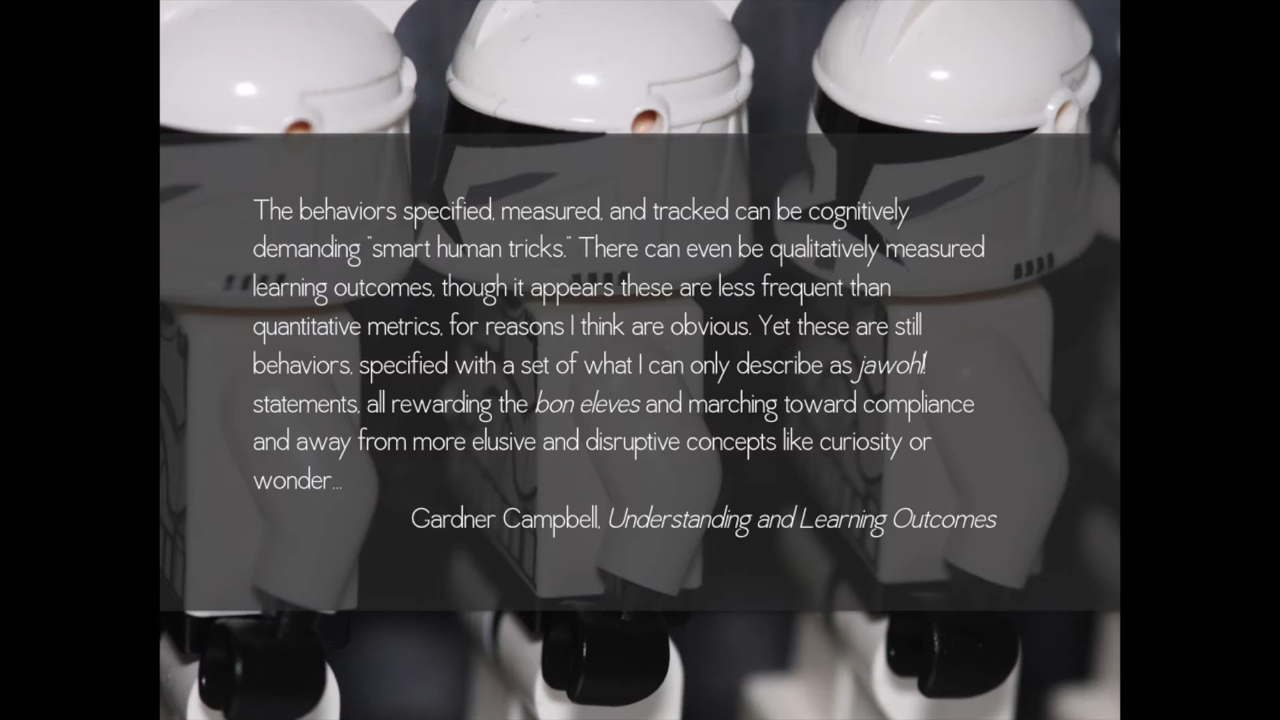 The behaviors specified, measured, and tracked can be cognitively
demanding "smart human tricks." There can even be qualitatively measured
learning outcomes, though it appears these are less frequent than
quantitative metrics, for reasons I think are obvious. Yet these are still
behaviors, specified with a set of what I can only describe as jawohl!
statements, all rewarding the bon eleves and marching toward compliance
and away from more elusive and disruptive concepts like curiosity or
wonder...
Gardner Campbell, Understanding and Learning Outcomes